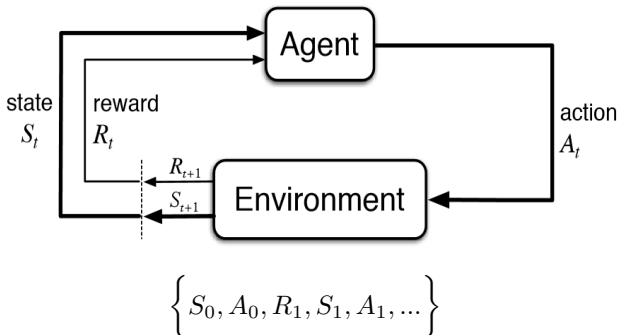 Agent
state
S_t
reward
R_t
action
A_t
R_{t+1}
S_{t+1}
Environment
{S_0, A_0, R_1, S_1, A_1, ...}